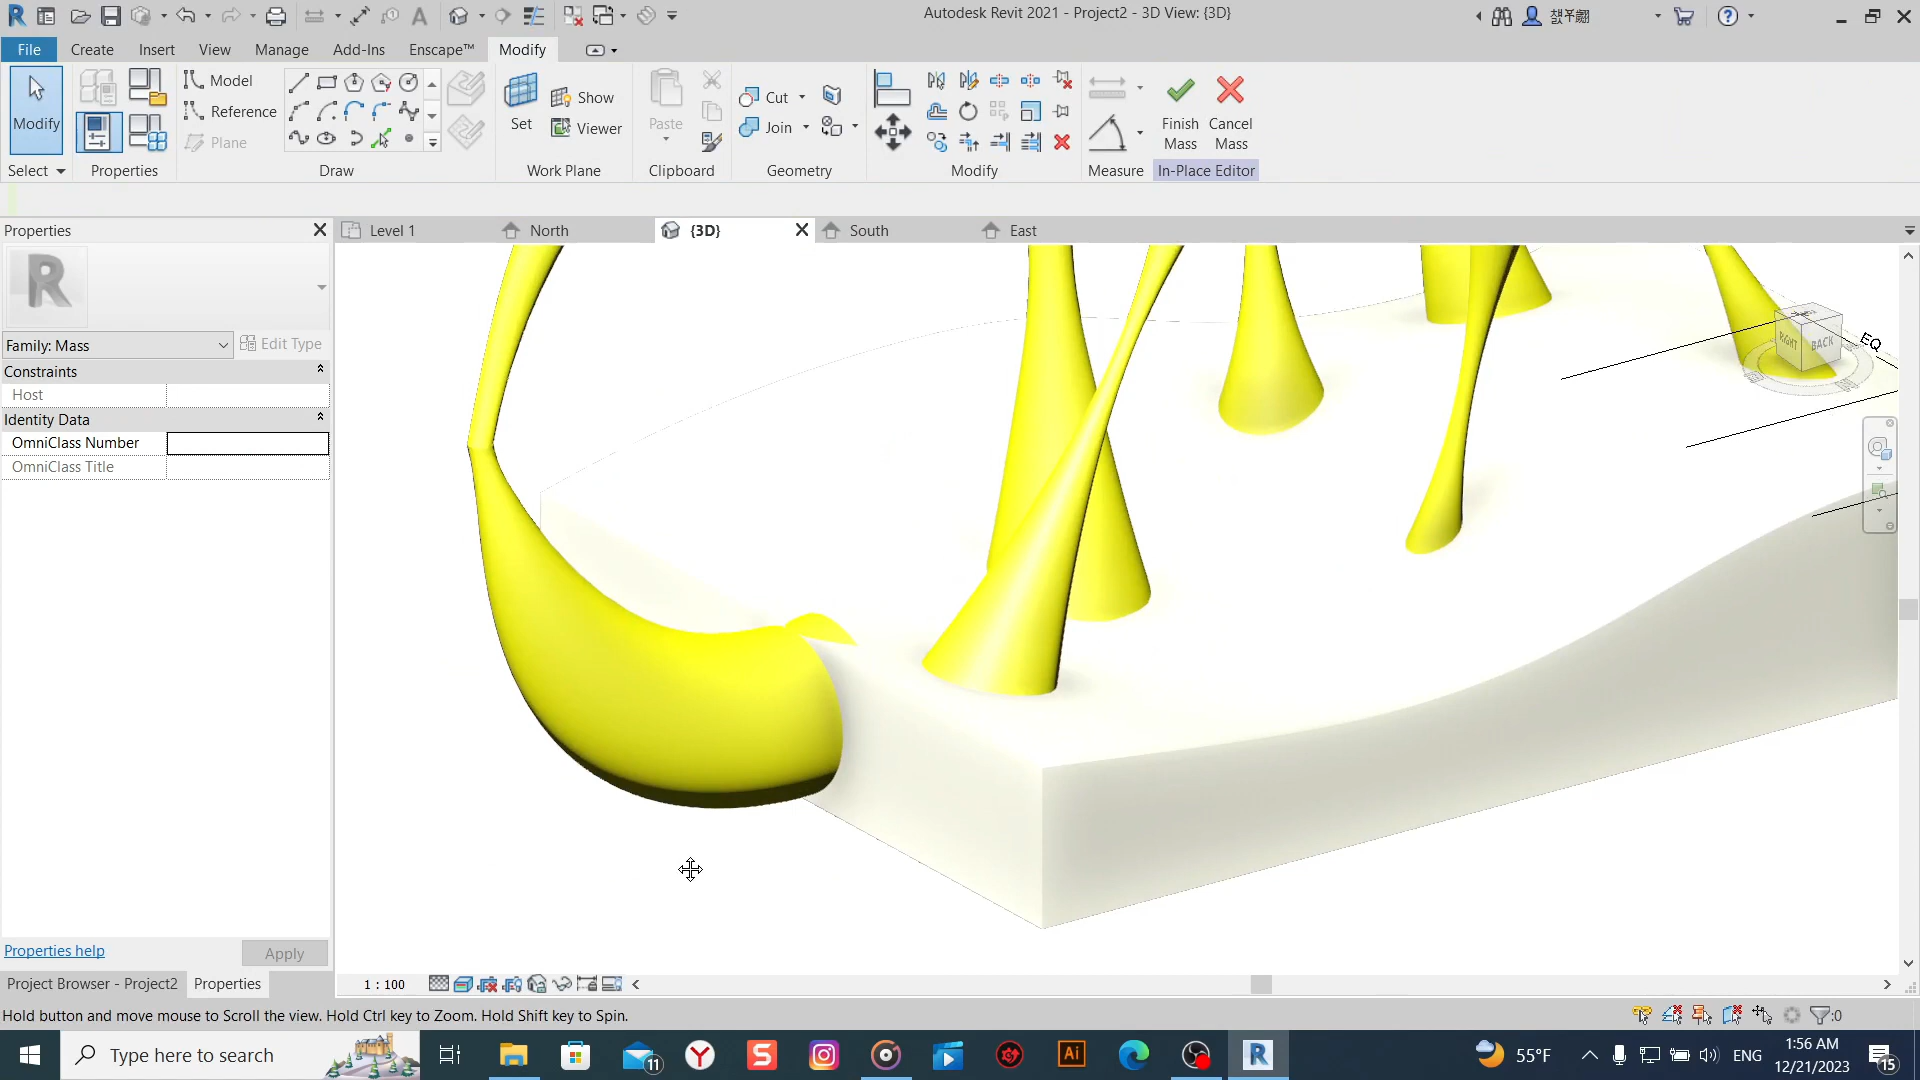 Autodesk Revit 2021 - Project2 - 3D View: {3D}
File Create Insert View Manage Add-Ins Enscape™ Modify
Modify
Model
Reference
Plane
Set
Show
Viewer
Paste
Cut
Join
Finish Mass
Cancel Mass
Select Properties Draw Work Plane Clipboard Geometry Modify Measure In-Place Editor
Properties
Level 1 North {3D} South East
Family: Mass
Edit Type
Constraints
Host
Identity Data
OmniClass Number
OmniClass Title
RIGHT BACK
EQ
Properties help
Apply
Project Browser - Project2 Properties
1 : 100
Hold button and move mouse to Scroll the view. Hold Ctrl key to Zoom. Hold Shift key to Spin.
:0
Type here to search
11
Ai
55°F
ENG
1:56 AM
12/21/2023
15